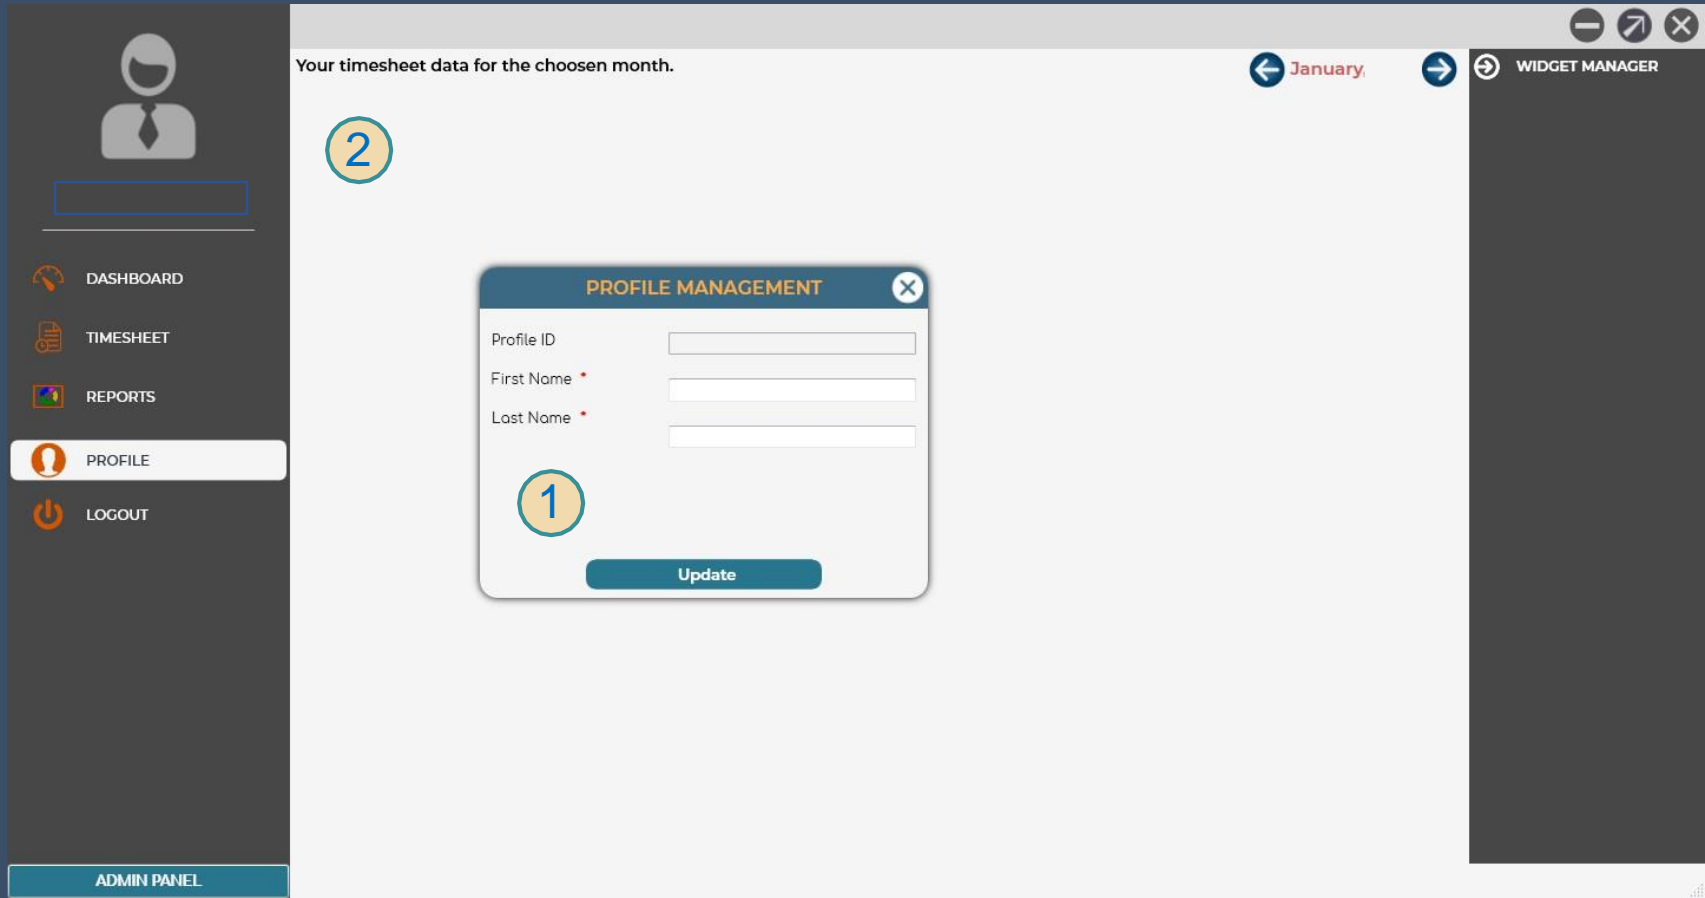 Your timesheet data for the choosen month.
January,
WIDGET MANAGER
2
DASHBOARD
TIMESHEET
REPORTS
PROFILE
LOGOUT
PROFILE MANAGEMENT
Profile ID
First Name *
Last Name *
1
Update
ADMIN PANEL